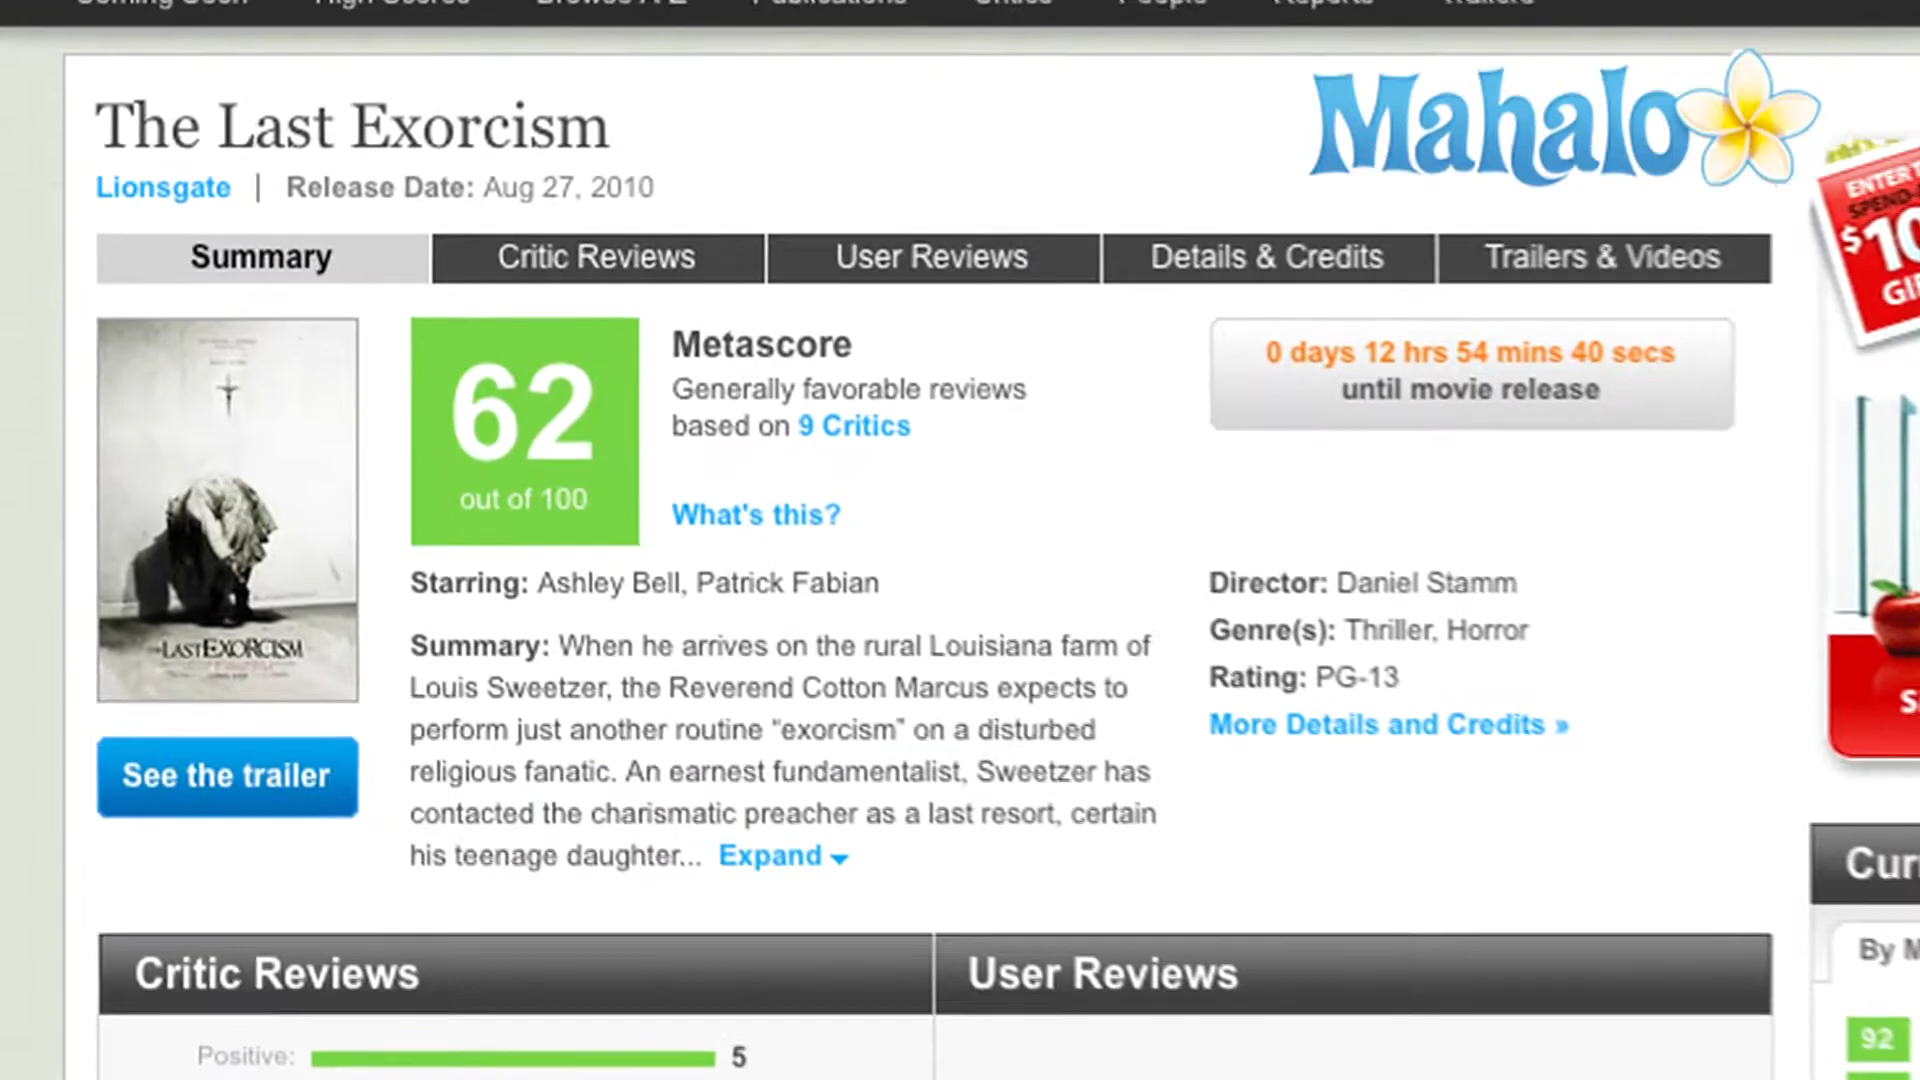 The Last Exorcism
Mahalo
Lionsgate | Release Date: Aug 27, 2010
ENTER
$10
Summary
Critic Reviews
User Reviews
Details & Credits
Trailers & Videos
62
out of 100
Metascore
Generally favorable reviews
based on 9 Critics
What's this?
0 days 12 hrs 54 mins 40 secs
until movie release
Starring: Ashley Bell, Patrick Fabian
Summary: When he arrives on the rural Louisiana farm of
Louis Sweetzer, the Reverend Cotton Marcus expects to
perform just another routine “exorcism” on a disturbed
religious fanatic. An earnest fundamentalist, Sweetzer has
contacted the charismatic preacher as a last resort, certain
his teenage daughter... Expand
Director: Daniel Stamm
Genre(s): Thriller, Horror
Rating: PG-13
More Details and Credits »
THE LAST EXORCISM
See the trailer
Critic Reviews
User Reviews
Positive: 5
By M
92